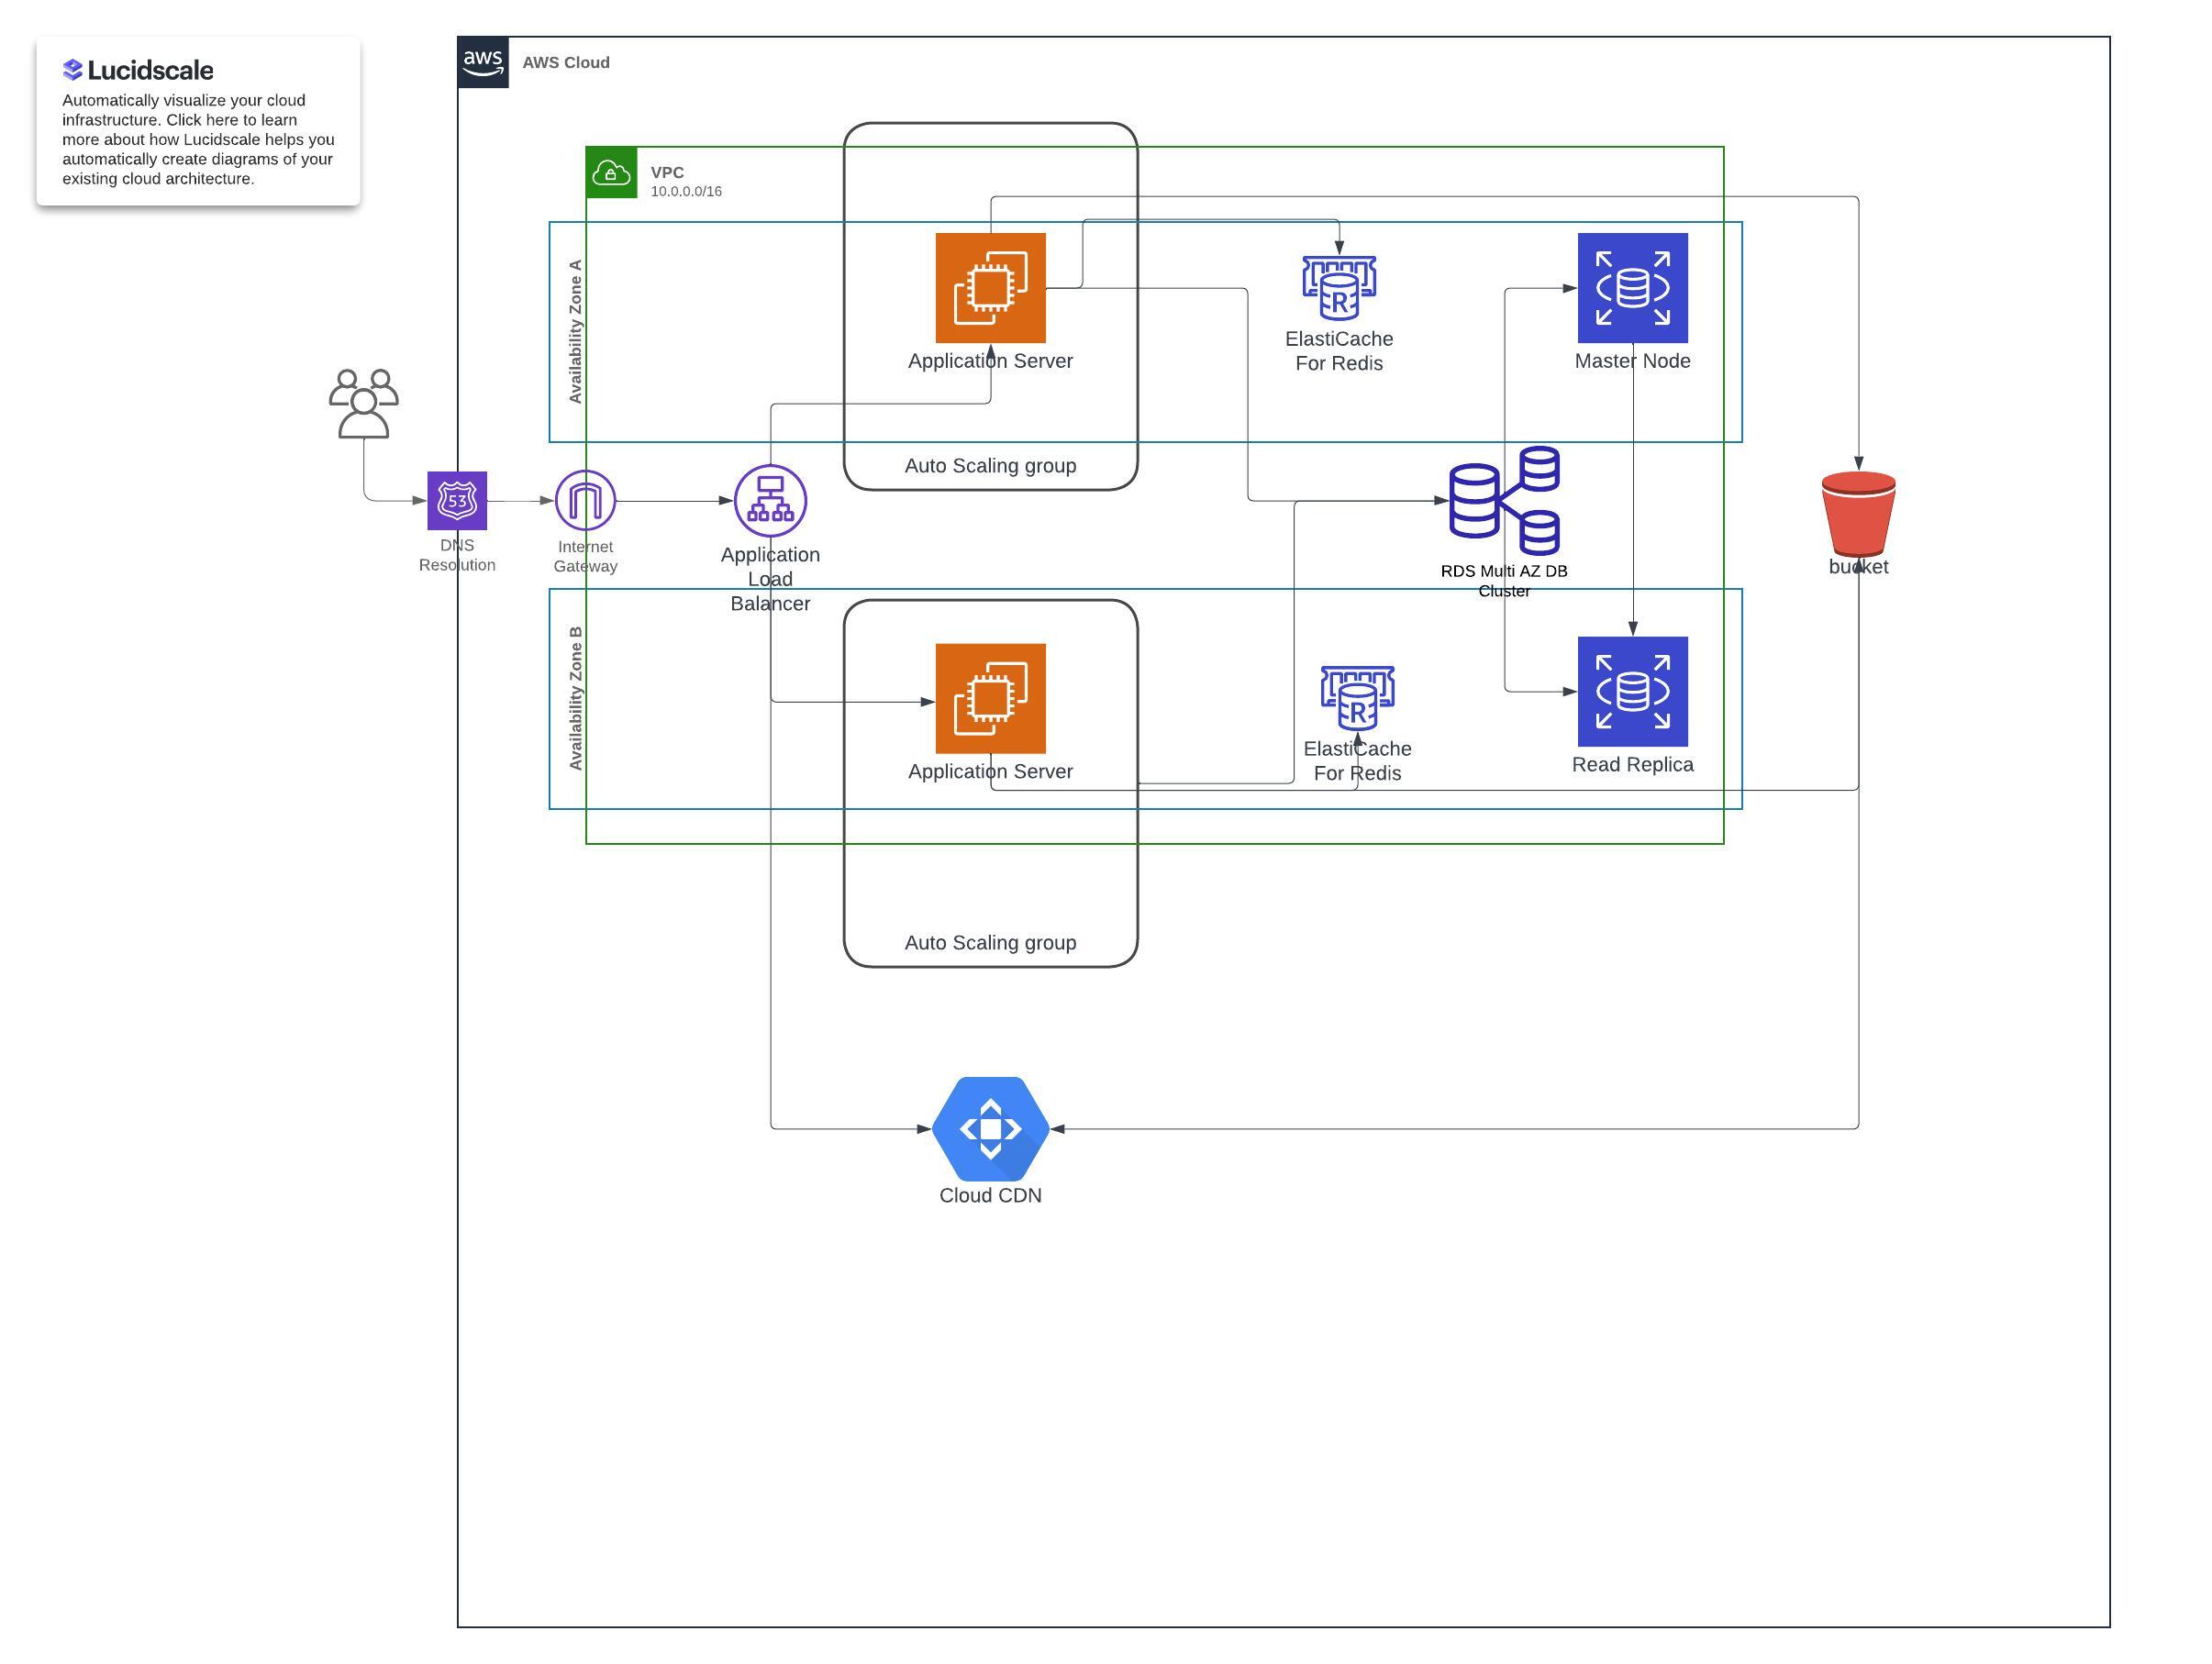 Lucidscale
Automatically visualize your cloud
infrastructure. Click here to learn
more about how Lucidscale helps you
automatically create diagrams of your
existing cloud architecture.
aws
AWS Cloud
VPC
10.0.0.0/16
Availability Zone A
Application Server
ElastiCache
For Redis
R
Master Node
Auto Scaling group
53
DNS
Resolution
Internet
Gateway
Application
Load
Balancer
RDS Multi AZ DB
Cluster
bucket
Availability Zone B
Application Server
R
ElastiCache
For Redis
Read Replica
Auto Scaling group
Cloud CDN